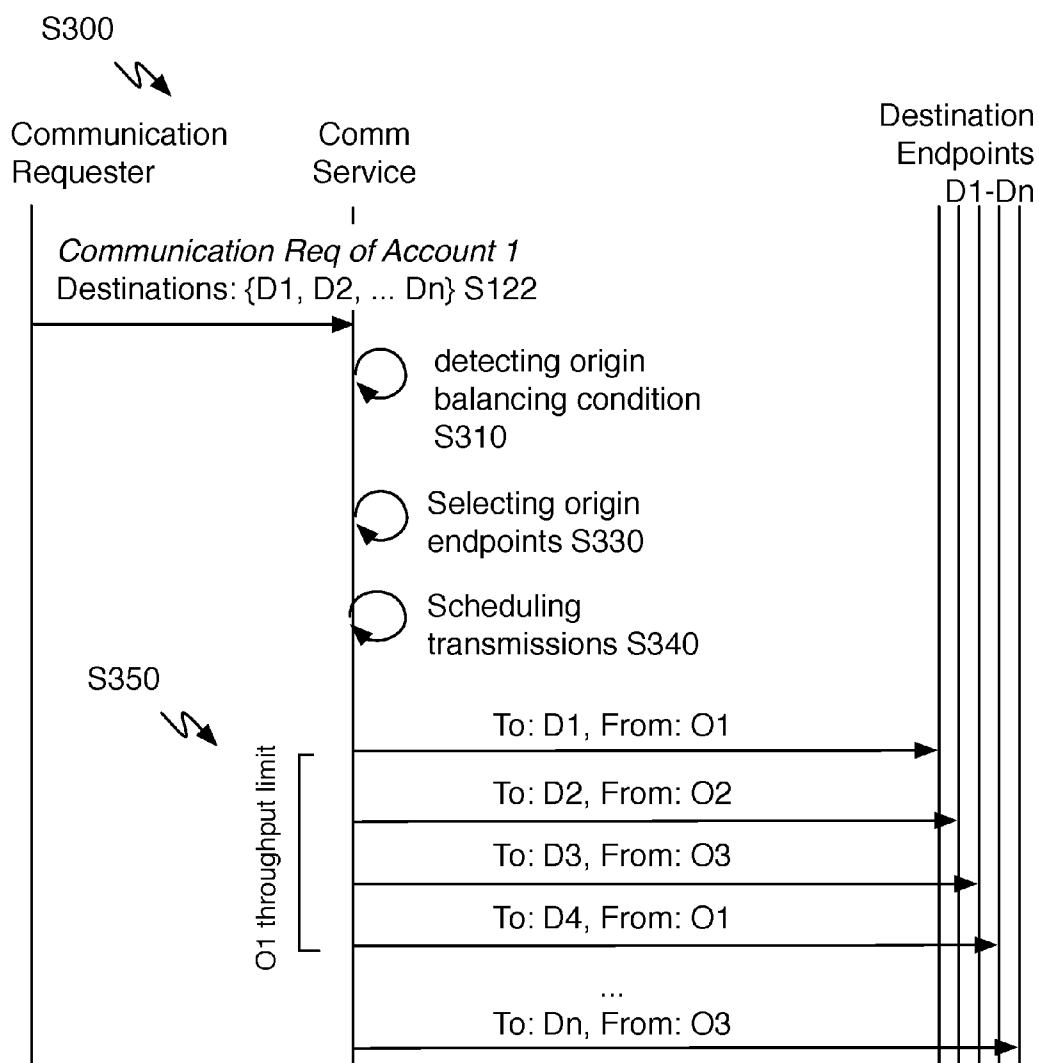 S300
Communication
Requester
Comm
Service
Destination
Endpoints
D1-Dn
Communication Req of Account 1
Destinations: {D1, D2, ... Dn} S122
detecting origin
balancing condition
S310
Selecting origin
endpoints S330
Scheduling
transmissions S340
S350
O1 throughput limit
To: D1, From: O1
To: D2, From: O2
To: D3, From: O3
To: D4, From: O1
...
To: Dn, From: O3